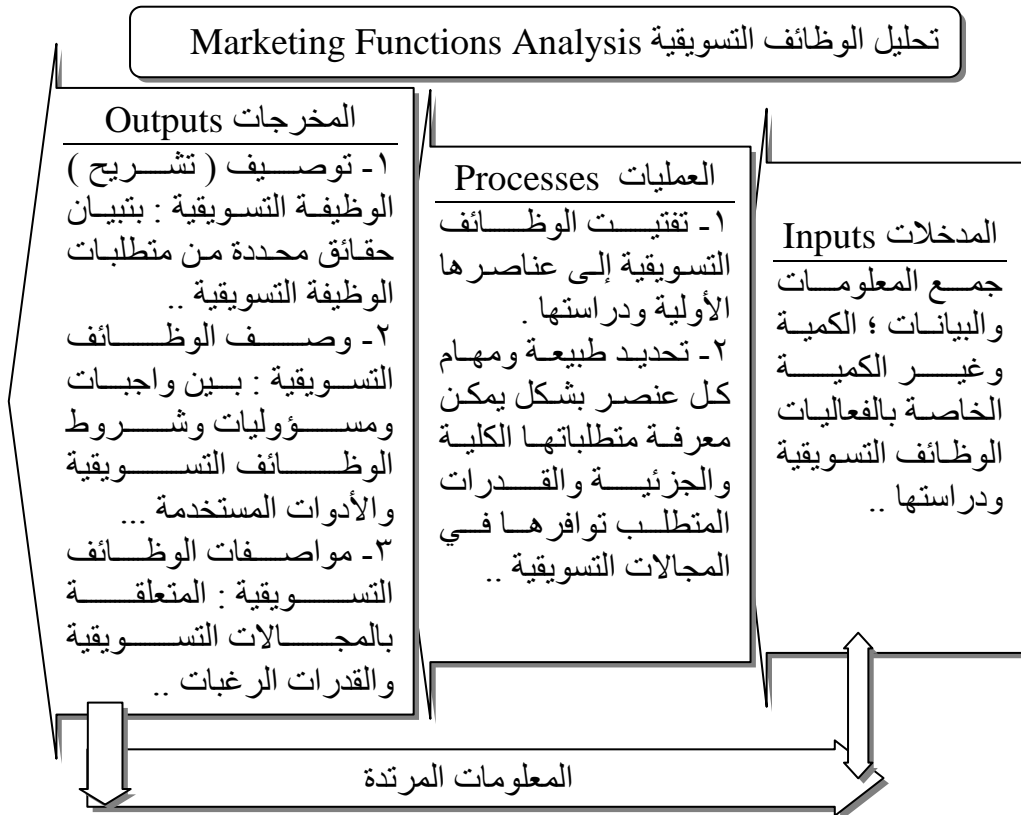 تحليل الوظائف التسويقية Marketing Functions Analysis
المدخلات Inputs
جمع المعلومات
والبيانات ؛ الكمية
وغير الكمية
الخاصة بالفعاليات
الوظائف التسويقية
ودراستها ..
العمليات Processes
١- تفتيت الوظائف
التسويقية إلى عناصرها
الأولية ودراستها .
٢- تحديد طبيعة ومهام
كل عنصر بشكل يمكن
معرفة متطلباتها الكلية
والجزئية والقدرات
المتطلب توافرها في
المجالات التسويقية ..
المخرجات Outputs
١- توصيف ( تشريح )
الوظيفة التسويقية : بتبيان
حقائق محددة من متطلبات
الوظيفة التسويقية ..
٢- وصف الوظائف
التسويقية : بين واجبات
ومسؤوليات وشروط
الوظائف التسويقية
والأدوات المستخدمة ...
٣- مواصفات الوظائف
التسويقية : المتعلقة
بالمجالات التسويقية
والقدرات الرغبات ..
المعلومات المرتدة